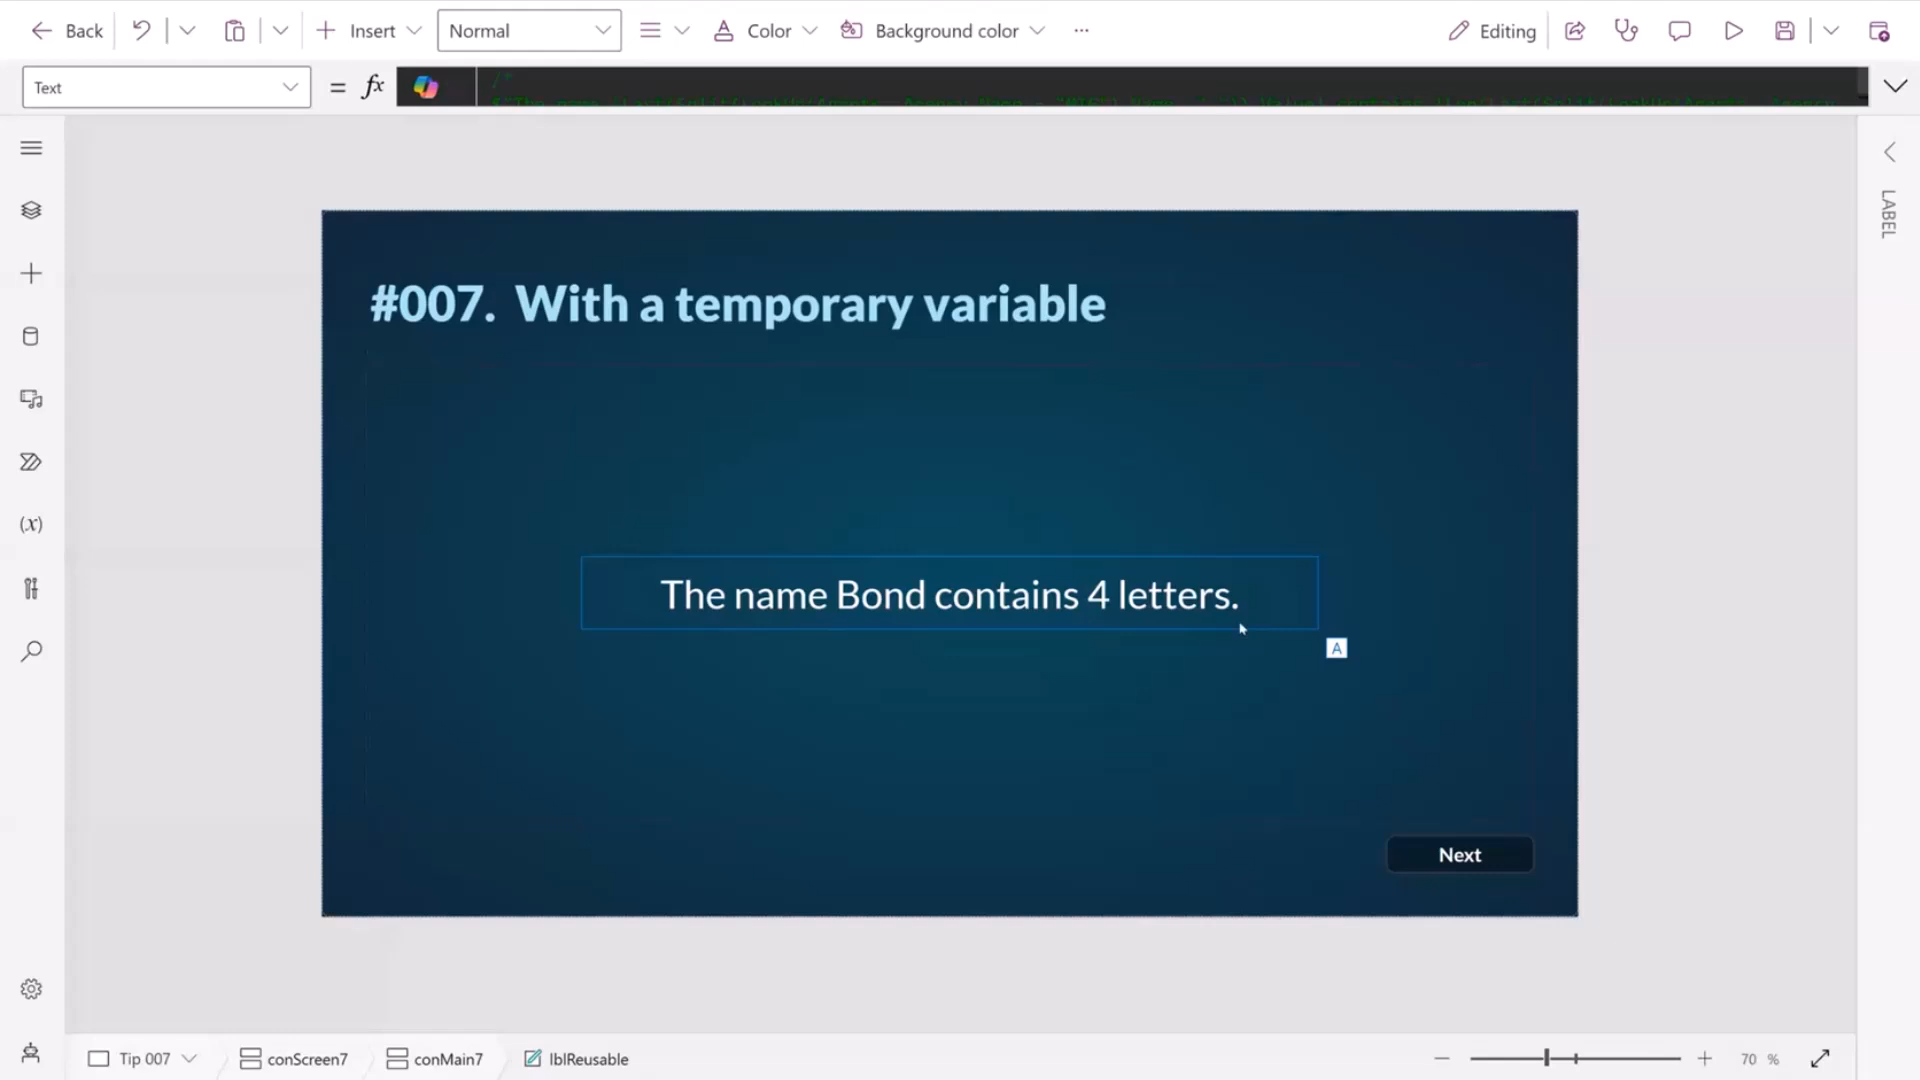 Back
Insert
Normal
Color
Background color
Editing
Text
= fx
/*
LABEL
#007. With a temporary variable
The name Bond contains 4 letters.
A
Next
(x)
Tip 007
conScreen7
conMain7
lblReusable
70 %